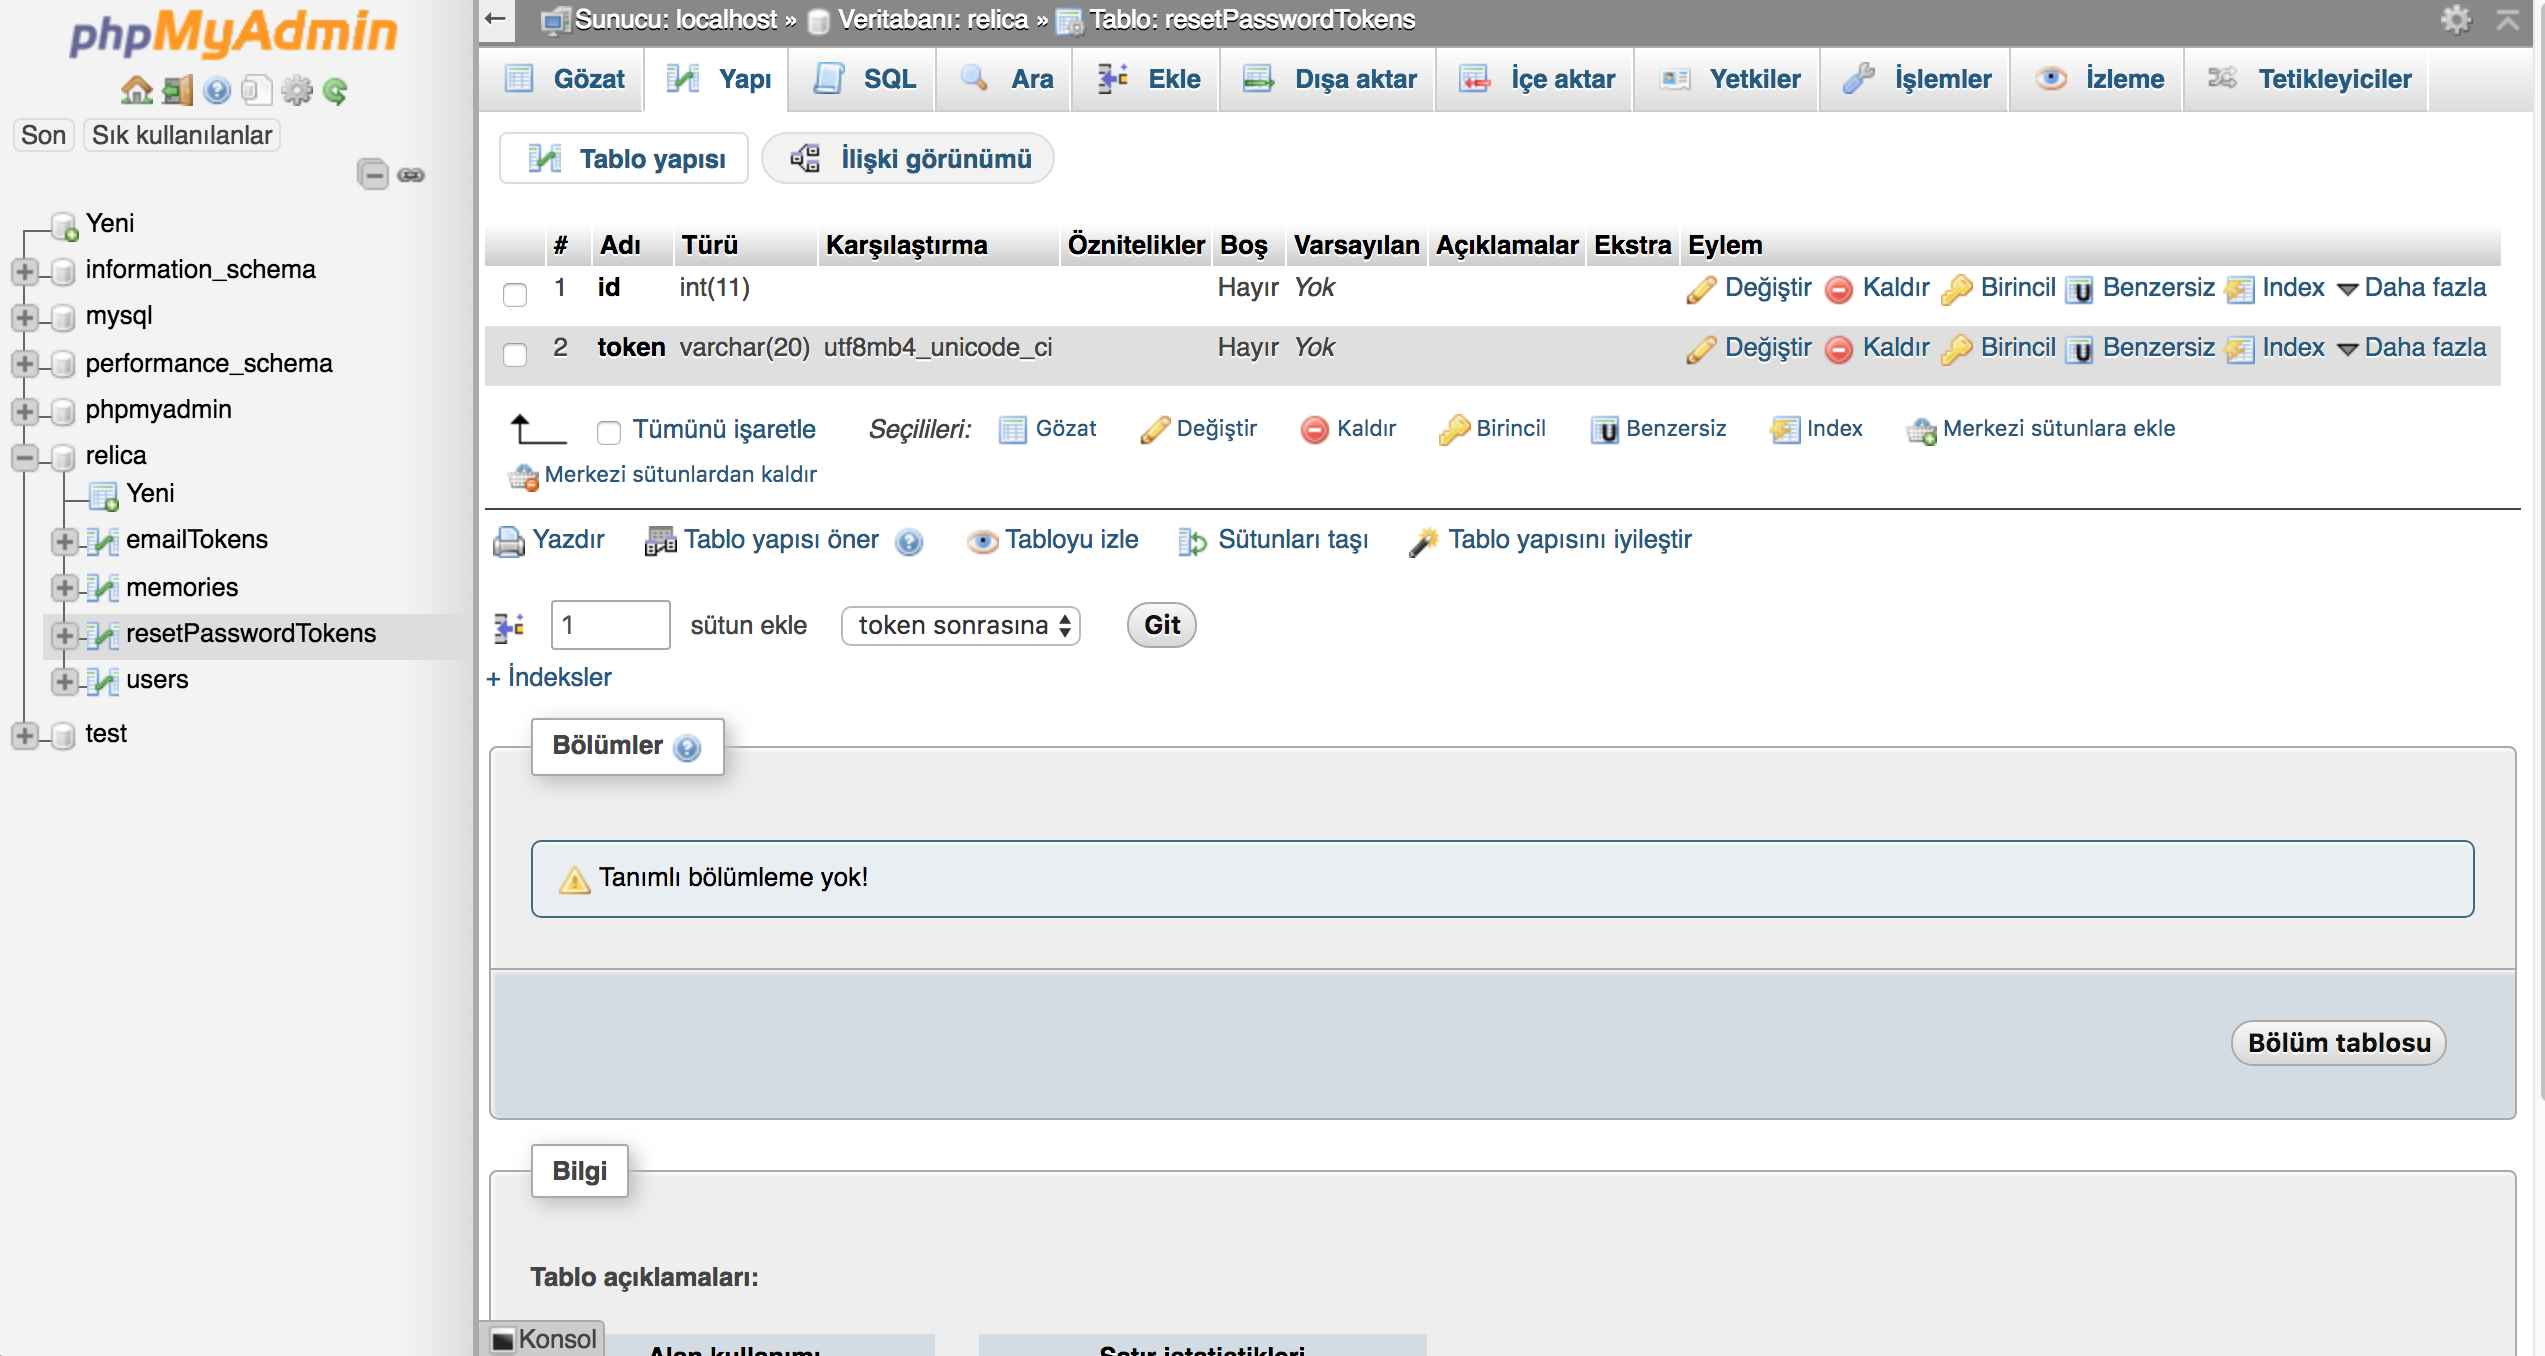 phpMyAdmin
Son Sık kullanılanlar
Yeni
information_schema
mysql
performance_schema
phpmyadmin
relica
Yeni
emailTokens
memories
resetPasswordTokens
users
test
Sunucu: localhost » Veritabanı: relica » Tablo: resetPasswordTokens
Gözat Yapı SQL Ara Ekle Dışa aktar İçe aktar Yetkiler İşlemler İzleme Tetikleyiciler
Tablo yapısı İlişki görünümü
# Adı Türü Karşılaştırma Öznitelikler Boş Varsayılan Açıklamalar Ekstra Eylem
1 id int(11) Hayır Yok Değiştir Kaldır Birincil Benzersiz Index Daha fazla
2 token varchar(20) utf8mb4_unicode_ci Hayır Yok Değiştir Kaldır Birincil Benzersiz Index Daha fazla
Tümünü işaretle Seçilileri: Gözat Değiştir Kaldır Birincil Benzersiz Index Merkezi sütunlara ekle
Merkezi sütunlardan kaldır
Yazdır Tablo yapısı öner Tabloyu izle Sütunları taşı Tablo yapısını iyileştir
1 sütun ekle token sonrasına Git
+ İndeksler
Bölümler
Tanımlı bölümleme yok!
Bölüm tablosu
Bilgi
Tablo açıklamaları:
Konsol
Alan kullanımı Satır istatistikleri